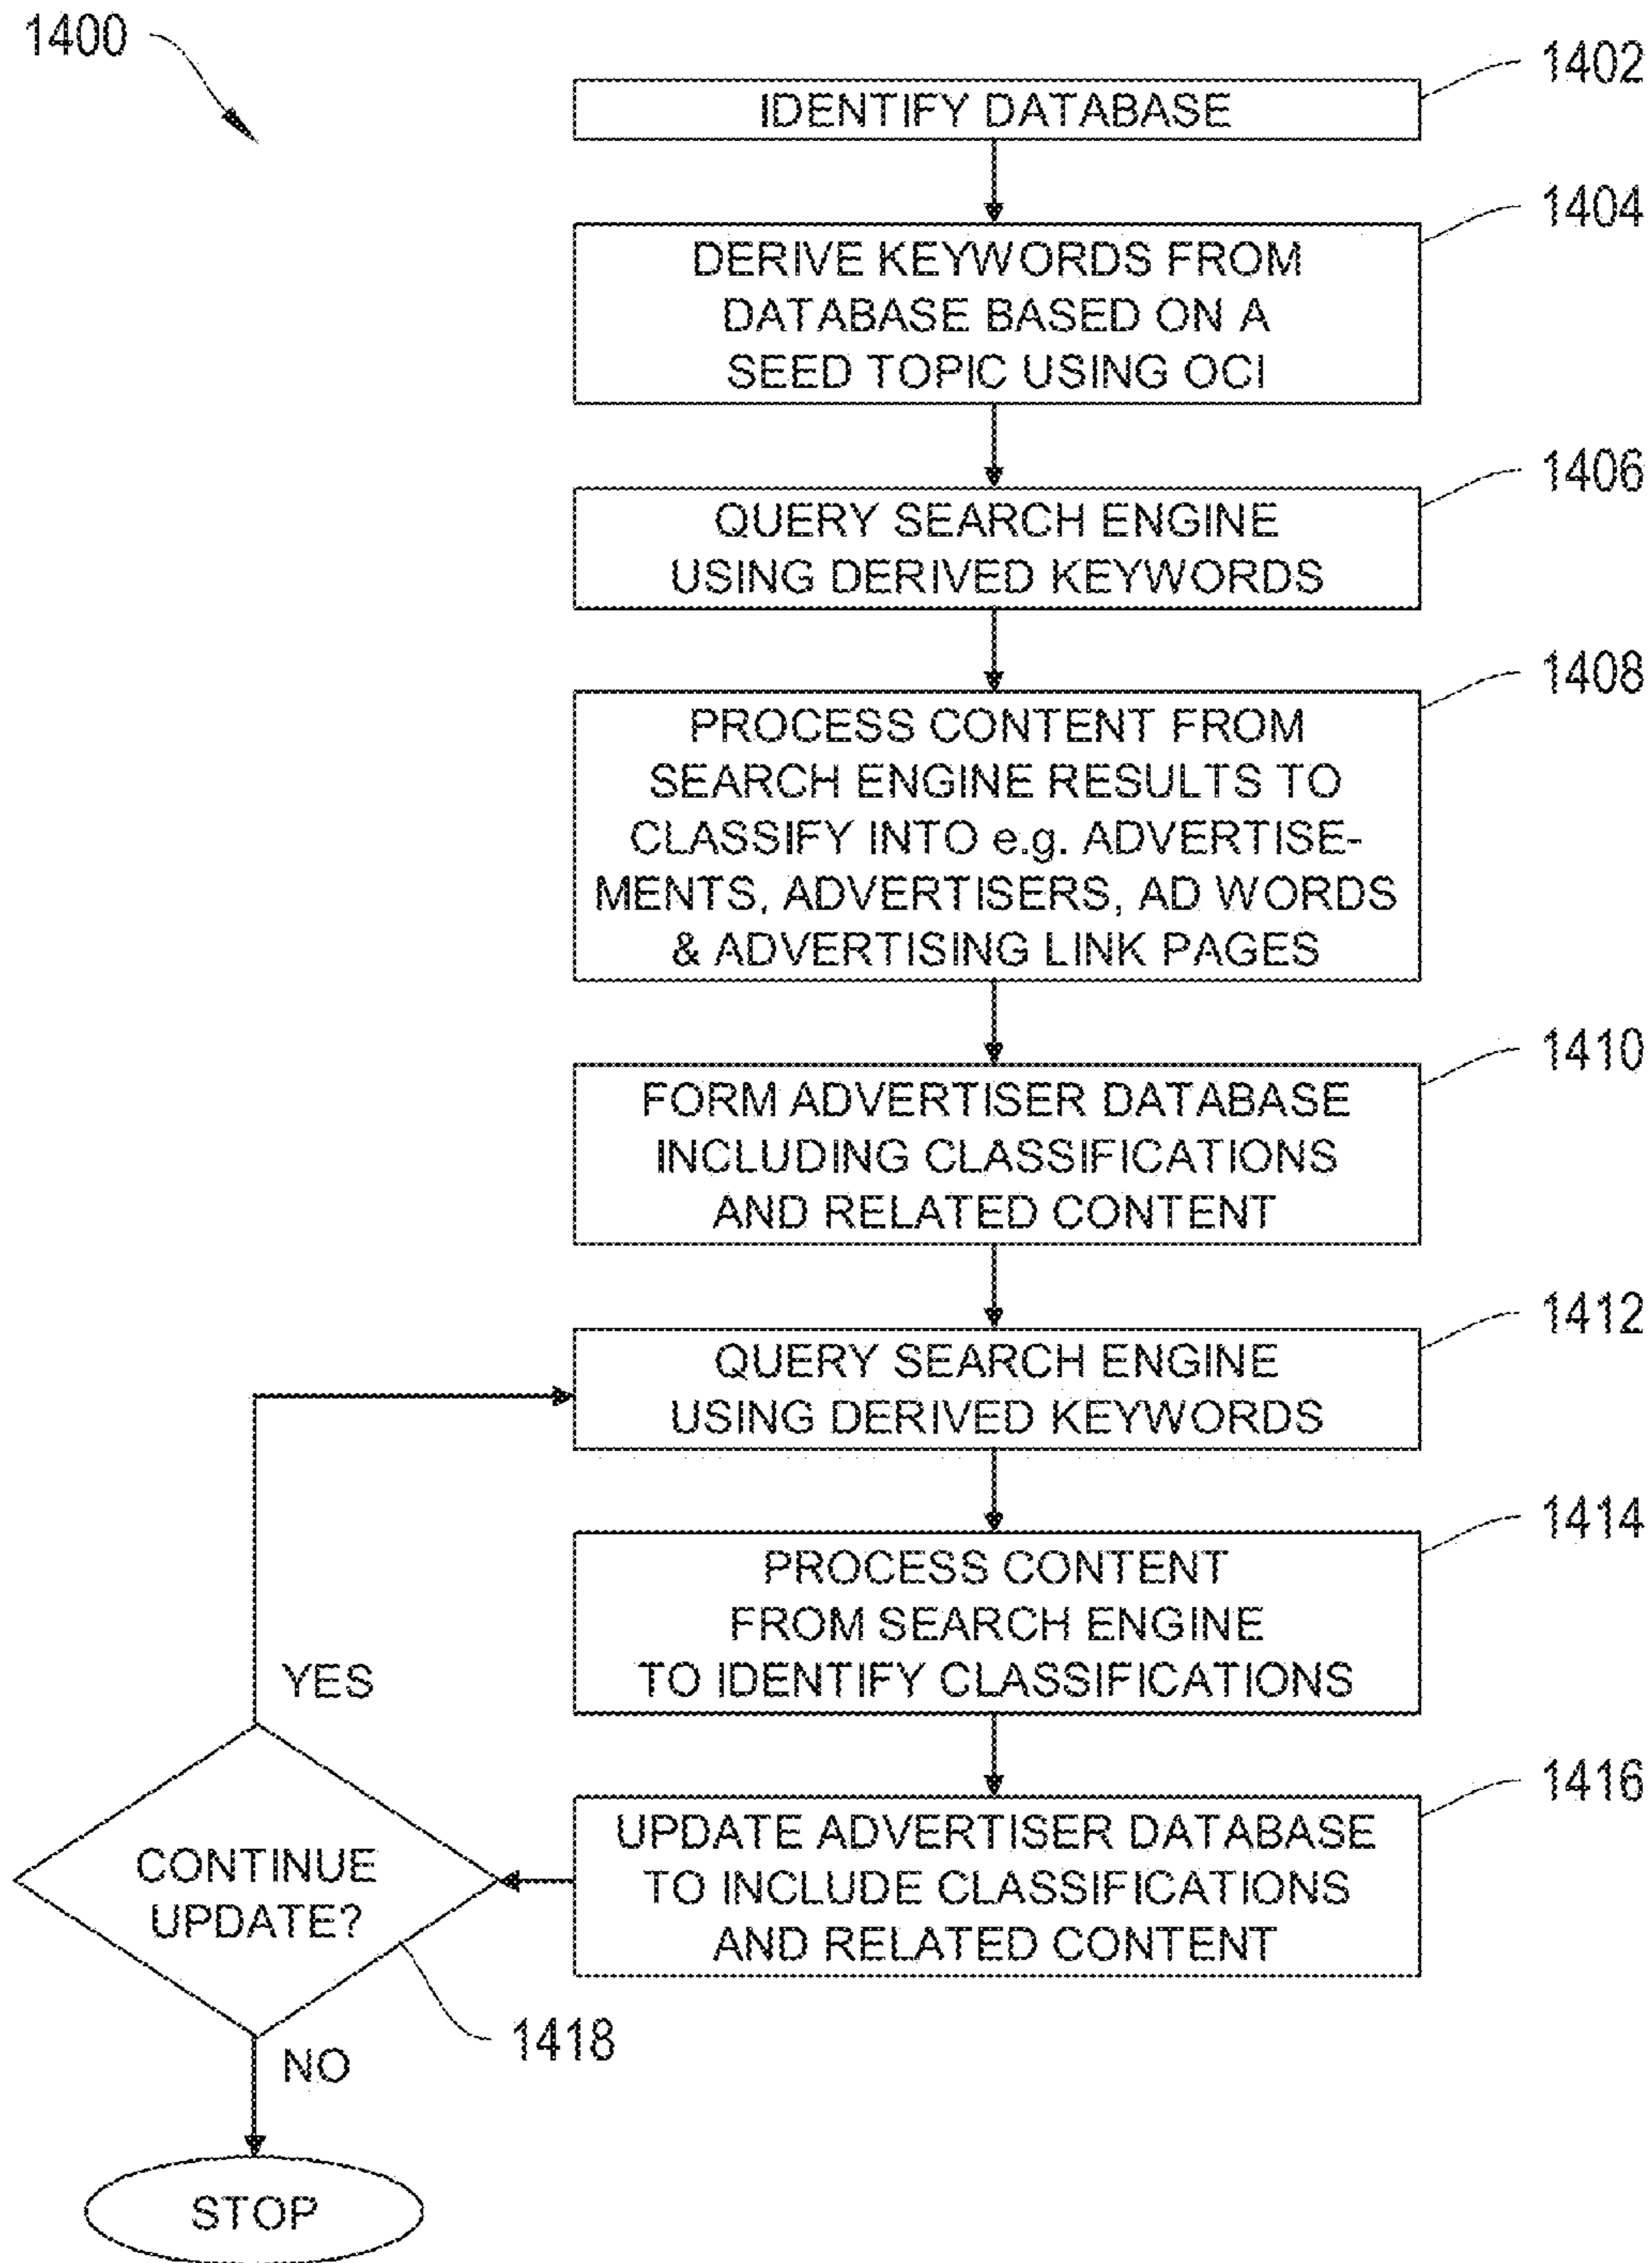 1400
1402
IDENTIFY DATABASE
1404
DERIVE KEYWORDS FROM
DATABASE BASED ON A
SEED TOPIC USING OCI
1406
QUERY SEARCH ENGINE
USING DERIVED KEYWORDS
1408
PROCESS CONTENT FROM
SEARCH ENGINE RESULTS TO
CLASSIFY INTO e.g. ADVERTISE-
MENTS, ADVERTISERS, AD WORDS
& ADVERTISING LINK PAGES
1410
FORM ADVERTISER DATABASE
INCLUDING CLASSIFICATIONS
AND RELATED CONTENT
1412
QUERY SEARCH ENGINE
USING DERIVED KEYWORDS
1414
PROCESS CONTENT
FROM SEARCH ENGINE
TO IDENTIFY CLASSIFICATIONS
1416
UPDATE ADVERTISER DATABASE
TO INCLUDE CLASSIFICATIONS
AND RELATED CONTENT
YES
CONTINUE
UPDATE?
1418
NO
STOP